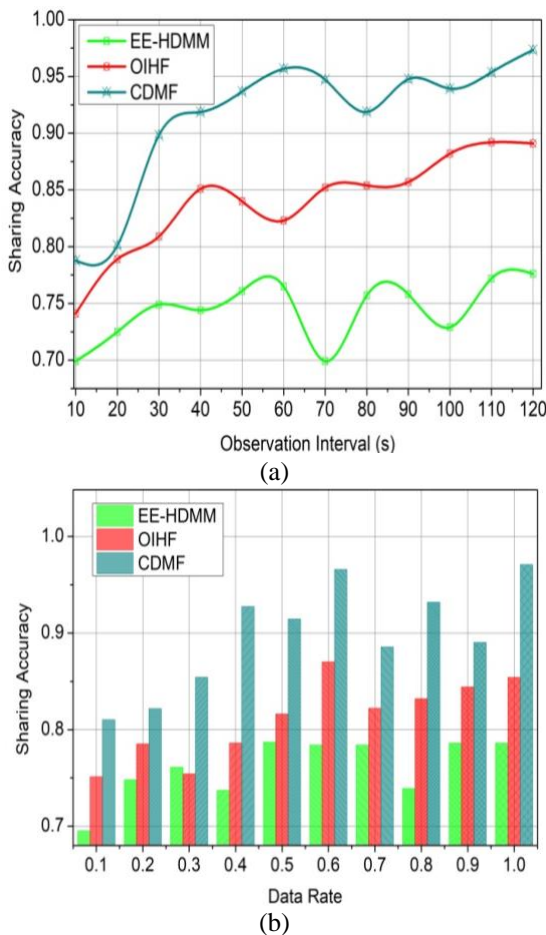 1.00
0.95
0.90
0.85
0.80
0.75
0.70
Sharing Accuracy
EE-HDMM
OIHF
CDMF
10 20 30 40 50 60 70 80 90 100 110 120
Observation Interval (s)
(a)
1.0
0.9
0.8
0.7
Sharing Accuracy
EE-HDMM
OIHF
CDMF
0.1 0.2 0.3 0.4 0.5 0.6 0.7 0.8 0.9 1.0
Data Rate
(b)